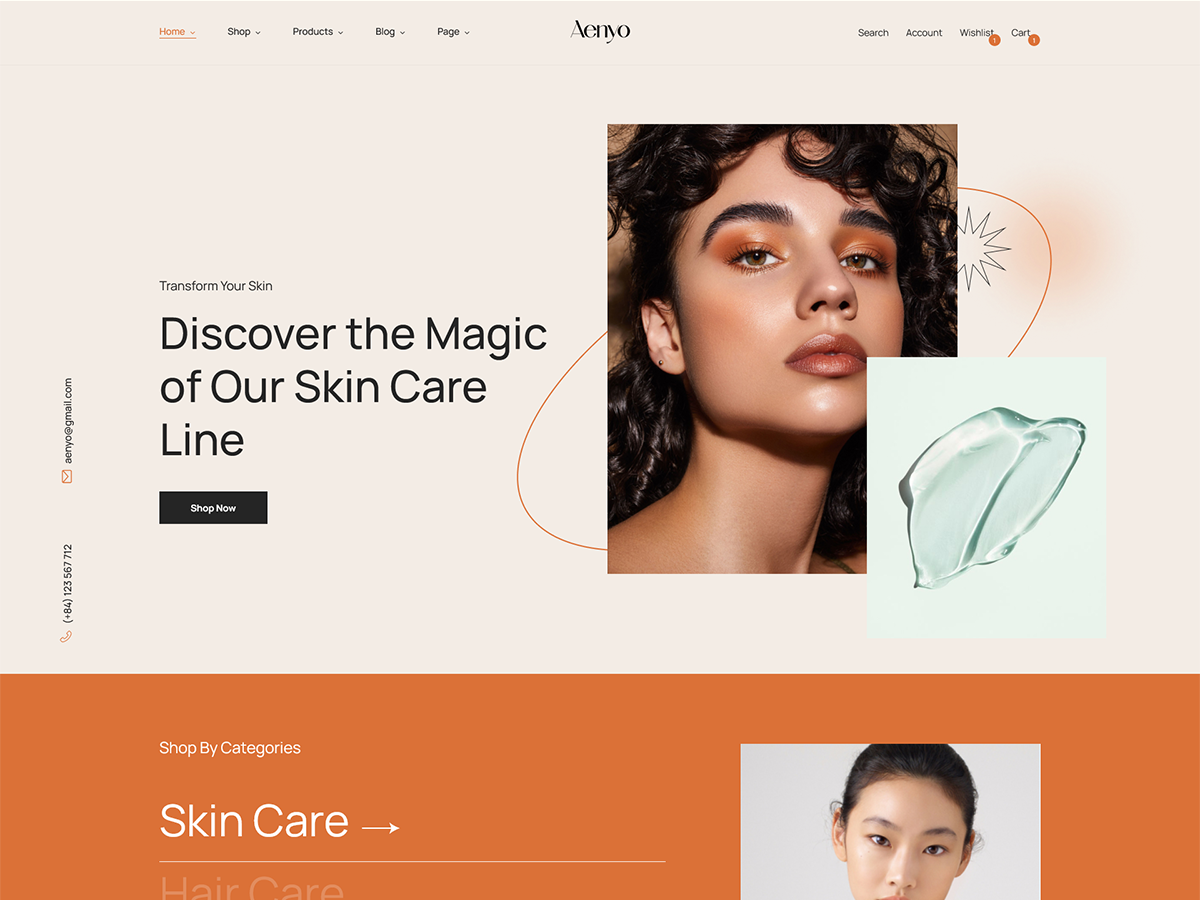 Home
Shop
Products
Blog
Page
Aenyo
Search
Account
Wishlist
1
Cart
1
Transform Your Skin
Discover the Magic
of Our Skin Care
Line
Shop Now
aenyo@gmail.com
(+84) 123 567 712
Shop By Categories
Skin Care
Hair Care